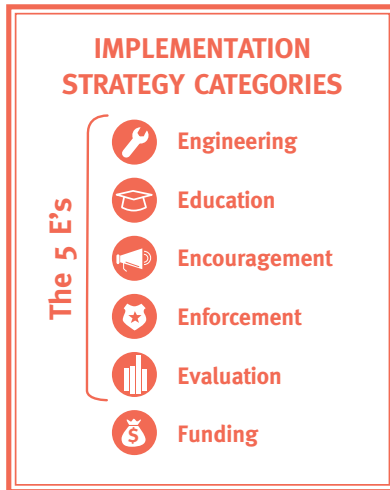 IMPLEMENTATION
STRATEGY CATEGORIES
The 5 E's
Engineering
Education
Encouragement
Enforcement
Evaluation
$
Funding